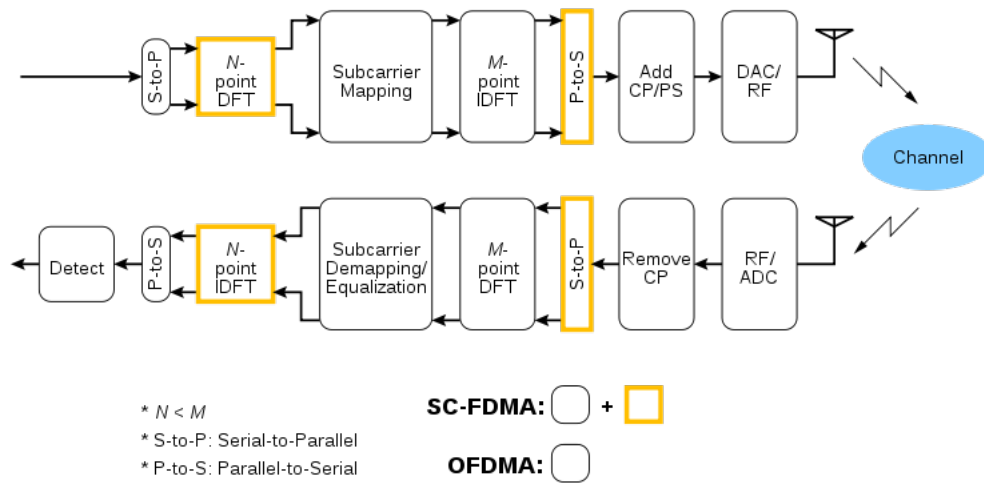 S-to-P
N-
point
DFT
Subcarrier
Mapping
M-
point
IDFT
P-to-S
Add
CP/PS
DAC/
RF
Channel
Detect
P-to-S
N-
point
IDFT
Subcarrier
Demapping/
Equalization
M-
point
DFT
S-to-P
Remove
CP
RF/
ADC
* N < M
* S-to-P: Serial-to-Parallel
* P-to-S: Parallel-to-Serial
SC-FDMA: +
OFDMA: